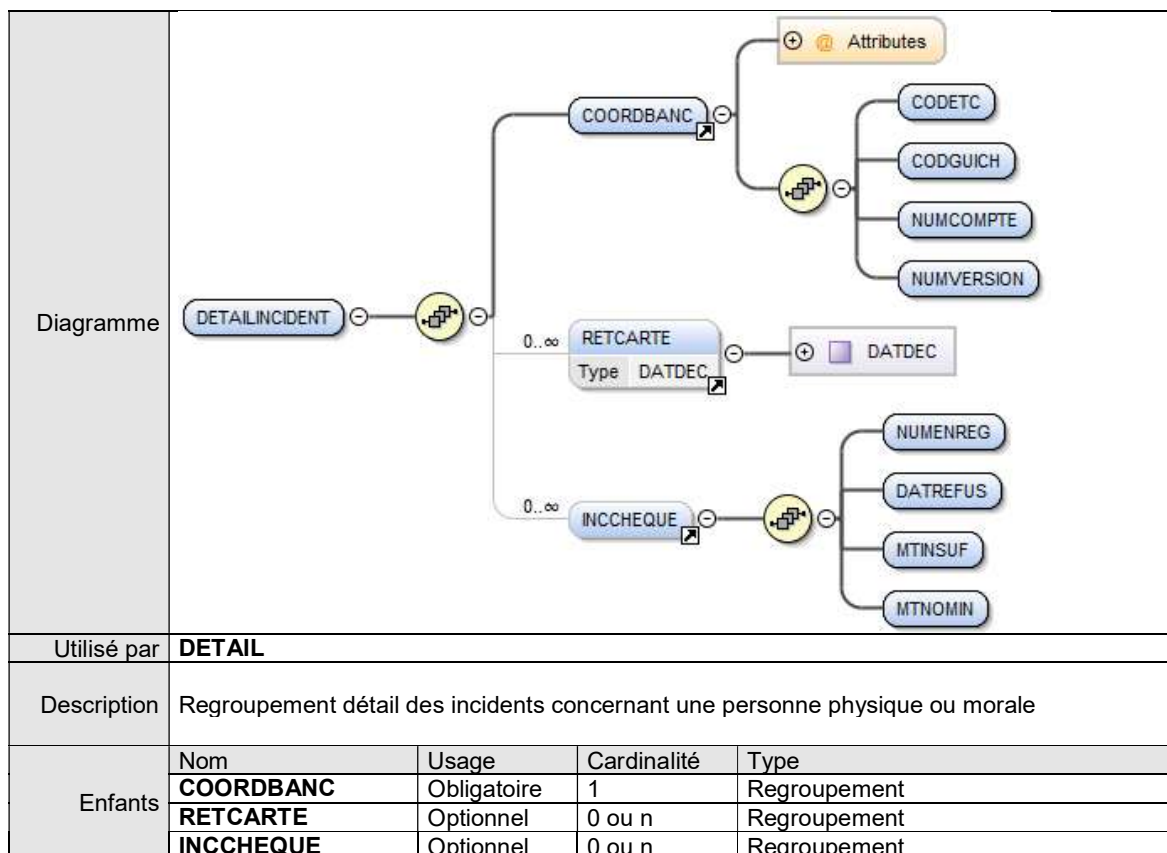 Diagramme
DETAILINCIDENT
COORDBANC
@ Attributes
CODETC
CODGUICH
NUMCOMPTE
NUMVERSION
0..∞
RETCARTE
Type DATDEC
DATDEC
0..∞
INCCHEQUE
NUMENREG
DATREFUS
MTINSUF
MTNOMIN
Utilisé par DETAIL
Description Regroupement détail des incidents concernant une personne physique ou morale
Enfants
Nom Usage Cardinalité Type
COORDBANC Obligatoire 1 Regroupement
RETCARTE Optionnel 0 ou n Regroupement
INCCHEQUE Optionnel 0 ou n Regroupement